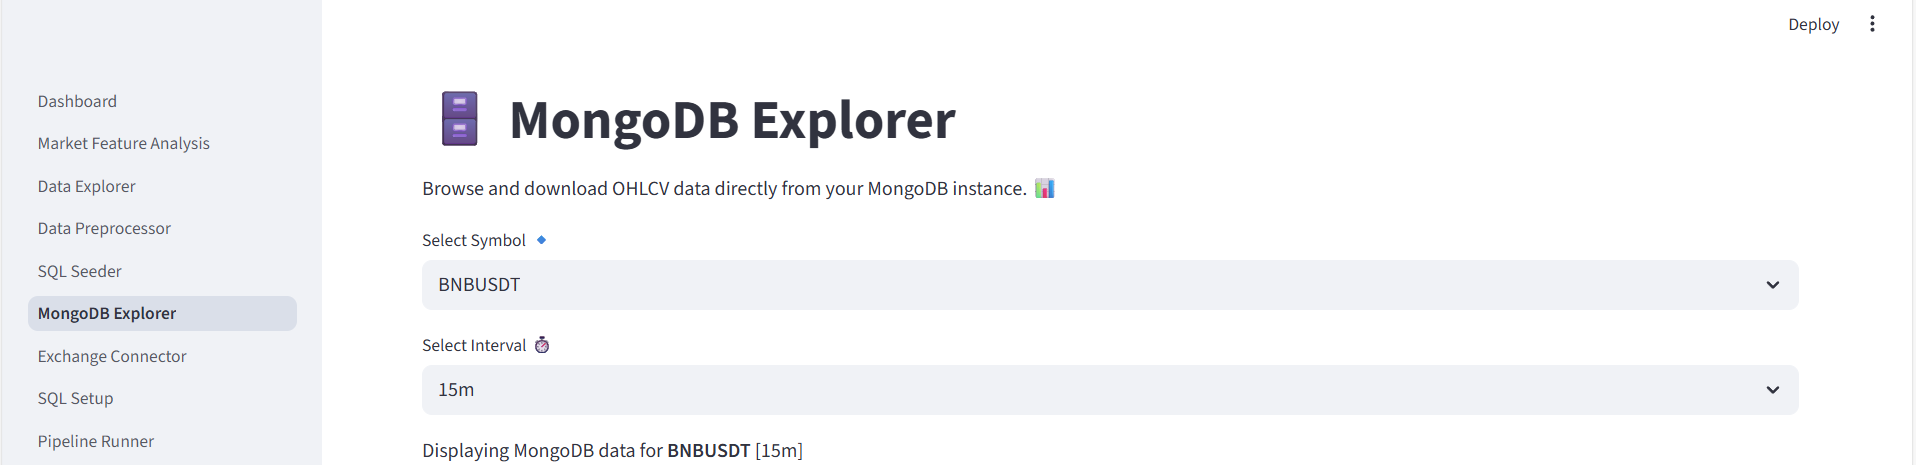 Deploy
Dashboard
Market Feature Analysis
Data Explorer
Data Preprocessor
SQL Seeder
MongoDB Explorer
Exchange Connector
SQL Setup
Pipeline Runner
MongoDB Explorer
Browse and download OHLCV data directly from your MongoDB instance.
Select Symbol
BNBUSDT
Select Interval
15m
Displaying MongoDB data for BNBUSDT [15m]